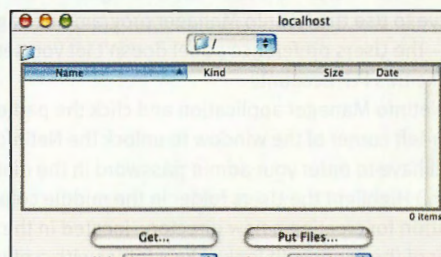 localhost
/
Name Kind Size Date
0 items
Get... Put Files...